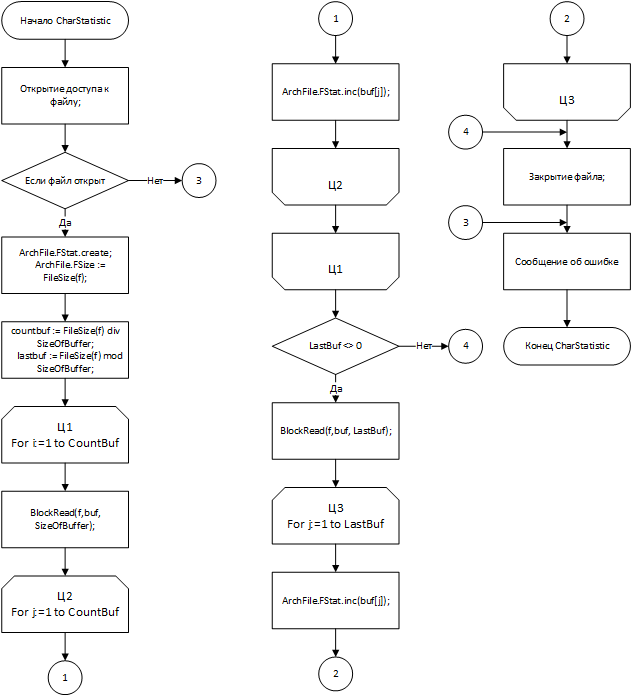 Начало CharStatistic
Открытие доступа к
файлу;
Если файл открыт
Нет
3
Да
ArchFile.FStat.create;
ArchFile.FSize :=
FileSize(f);
countbuf := FileSize(f) div
SizeOfBuffer;
lastbuf := FileSize(f) mod
SizeOfBuffer;
Ц1
For i:=1 to CountBuf
BlockRead(f,buf,
SizeOfBuffer);
Ц2
For j:=1 to CountBuf
1
1
ArchFile.FStat.inc(buf[j]);
Ц2
Ц1
LastBuf <> 0
Нет
4
Да
BlockRead(f,buf, LastBuf);
Ц3
For j:=1 to LastBuf
ArchFile.FStat.inc(buf[j]);
2
2
Ц3
4
Закрытие файла;
3
Сообщение об ошибке
Конец CharStatistic